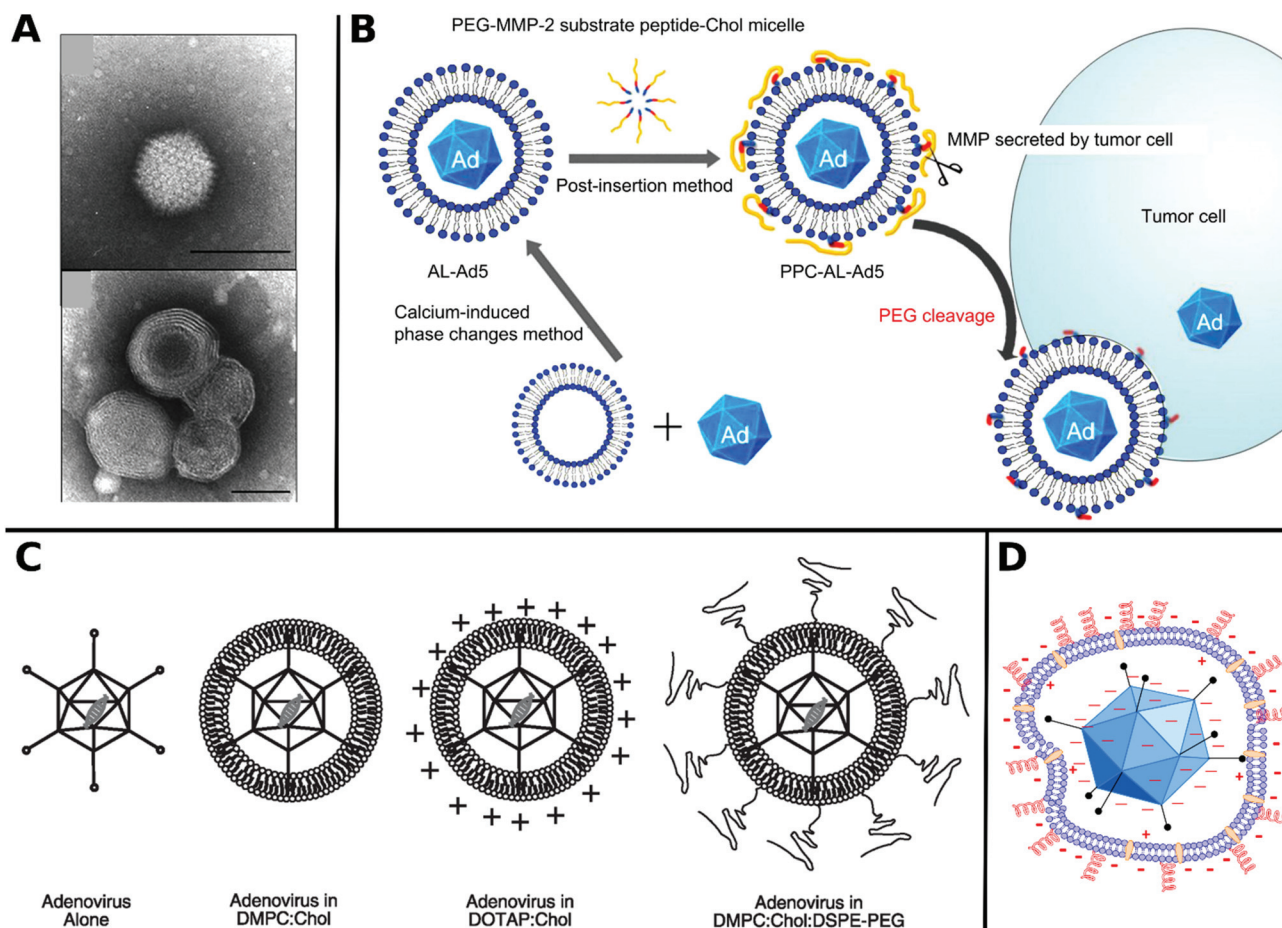 A
B
PEG-MMP-2 substrate peptide-Chol micelle
Ad
Post-insertion method
Ad
MMP secreted by tumor cell
Tumor cell
AL-Ad5
PPC-AL-Ad5
Calcium-induced
phase changes method
PEG cleavage
Ad
+
Ad
Ad
C
Adenovirus
Alone
Adenovirus in
DMPC:Chol
+ + + + + + + + + + + + + + + + + + +
Adenovirus in
DOTAP:Chol
Adenovirus in
DMPC:Chol:DSPE-PEG
D